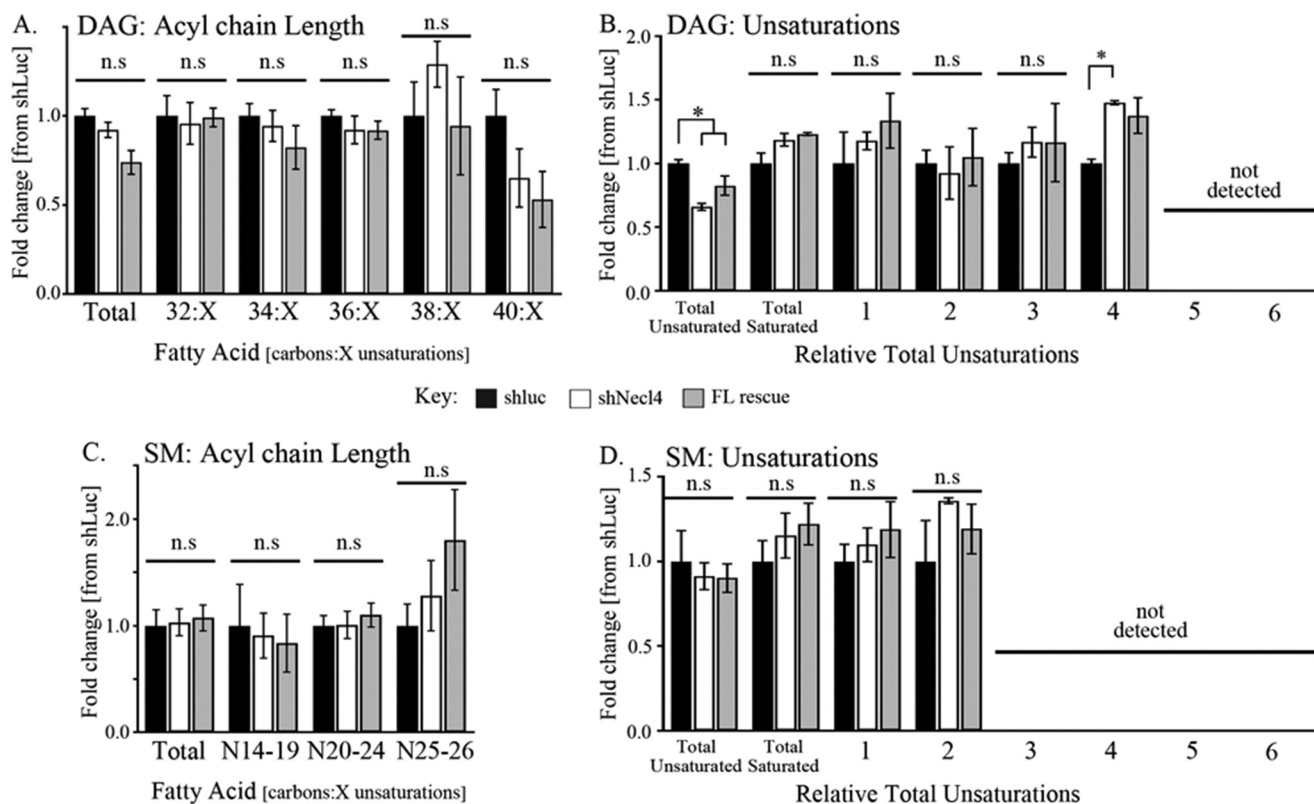 A. DAG: Acyl chain Length
Fold change [from shLuc]
1.0
0.5
0.0
n.s
n.s
n.s
n.s
n.s
n.s
Total 32:X 34:X 36:X 38:X 40:X
Fatty Acid [carbons:X unsaturations]
B. DAG: Unsaturations
Fold change [from shLuc]
2.0
1.5
1.0
0.5
0.0
*
n.s
n.s
n.s
n.s
*
not
detected
Total
Unsaturated
Total
Saturated
1 2 3 4 5 6
Relative Total Unsaturations
Key: shluc shNecl4 FL rescue
C. SM: Acyl chain Length
Fold change [from shLuc]
2.0
1.0
0.0
n.s
n.s
n.s
n.s
Total N14-19 N20-24 N25-26
Fatty Acid [carbons:X unsaturations]
D. SM: Unsaturations
Fold change [from shLuc]
1.5
1.0
0.5
0.0
n.s
n.s
n.s
n.s
not
detected
Total
Unsaturated
Total
Saturated
1 2 3 4 5 6
Relative Total Unsaturations